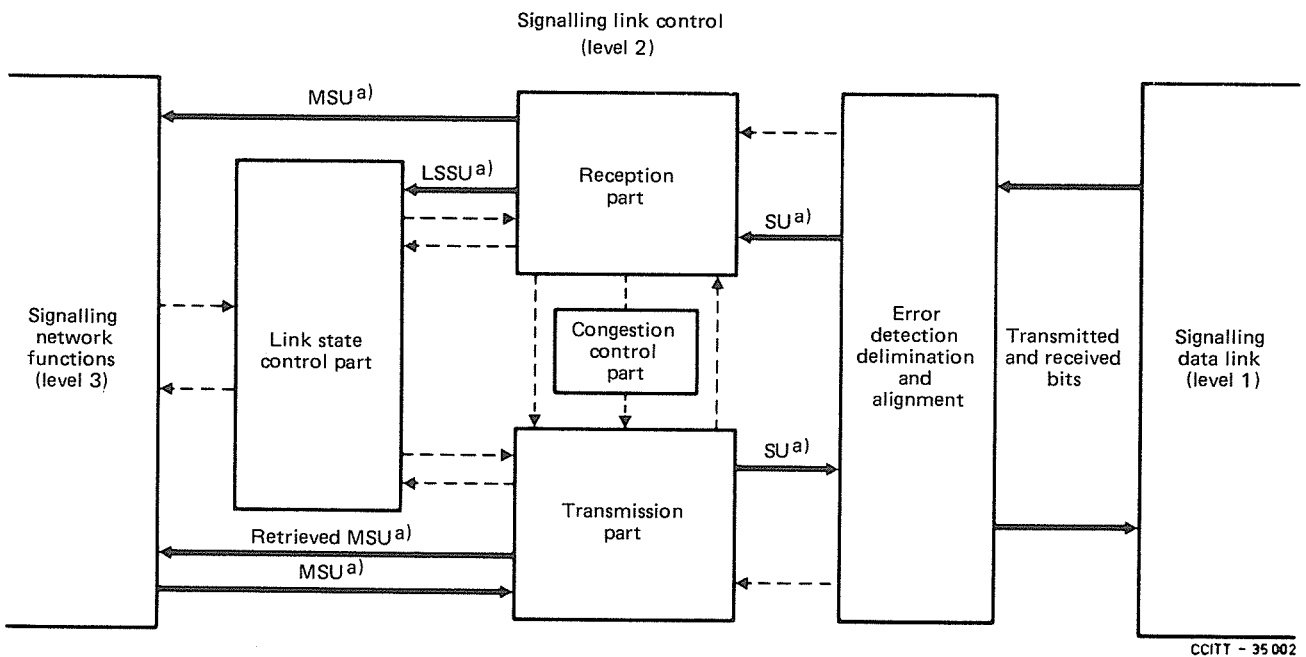 Signalling link control
(level 2)
MSU a)
LSSU a)
Reception
part
SU a)
Signalling
network
functions
(level 3)
Link state
control part
Congestion
control
part
Error
detection
delimination
and
alignment
Transmitted
and received
bits
Signalling
data link
(level 1)
SU a)
Transmission
part
Retrieved MSU a)
MSU a)
CCITT - 35 002